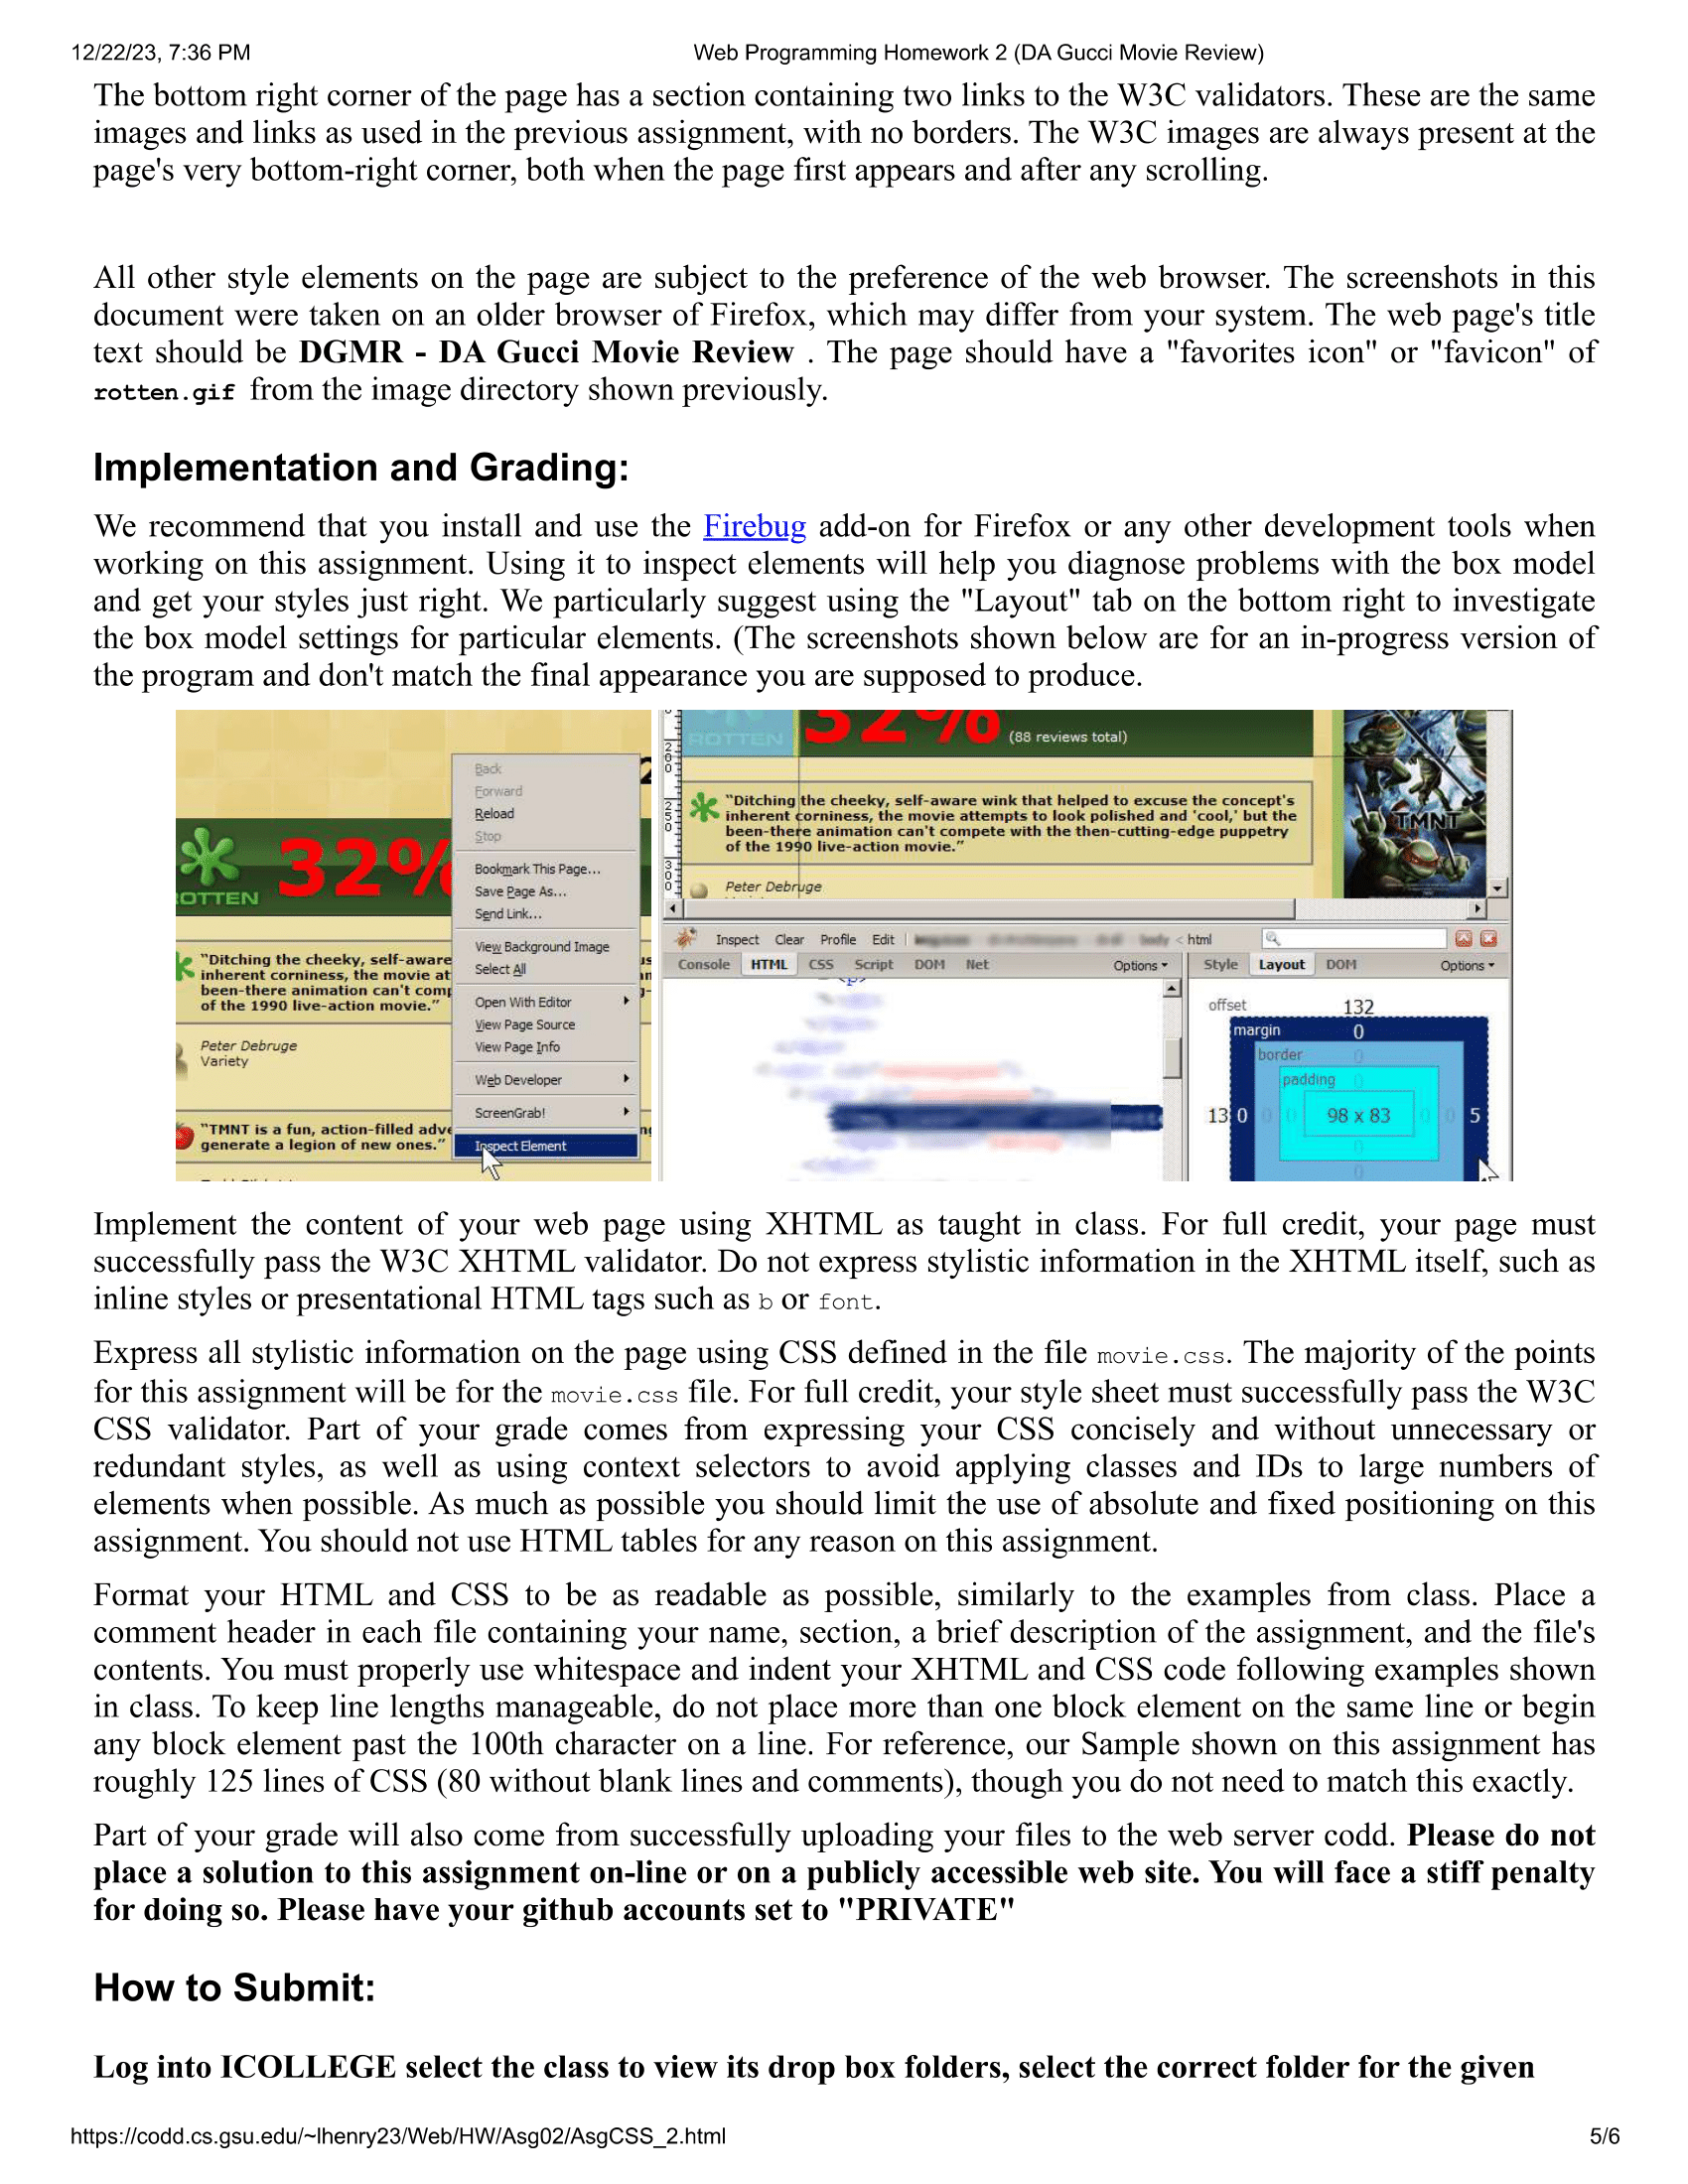 12/22/23, 7:36 PM
Web Programming Homework 2 (DA Gucci Movie Review)
The bottom right corner of the page has a section containing two links to the W3C validators. These are the same
images and links as used in the previous assignment, with no borders. The W3C images are always present at the
page's very bottom-right corner, both when the page first appears and after any scrolling.
All other style elements on the page are subject to the preference of the web browser. The screenshots in this
document were taken on an older browser of Firefox, which may differ from your system. The web page's title
text should be DGMR - DA Gucci Movie Review . The page should have a "favorites icon" or "favicon" of
rotten.gif from the image directory shown previously.
Implementation and Grading:
We recommend that you install and use the Firebug add-on for Firefox or any other development tools when
working on this assignment. Using it to inspect elements will help you diagnose problems with the box model
and get your styles just right. We particularly suggest using the "Layout" tab on the bottom right to investigate
the box model settings for particular elements. (The screenshots shown below are for an in-progress version of
the program and don't match the final appearance you are supposed to produce.
Back
Forward
Reload
Stop
Bookmark This Page...
Save Page As...
Send Link...
View Background Image
Select All
Open With Editor
View Page Source
View Page Info
Web Developer
ScreenGrab!
Inspect Element
32%
OTTEN
"Ditching the cheeky, self-aware
inherent corniness, the movie at
been-there animation can't comp
of the 1990 live-action movie."
Peter Debruge
Variety
"TMNT is a fun, action-filled adve
generate a legion of new ones."
32%
ROTTEN
(88 reviews total)
"Ditching the cheeky, self-aware wink that helped to excuse the concept's
inherent corniness, the movie attempts to look polished and 'cool,' but the
been-there animation can't compete with the then-cutting-edge puppetry
of the 1990 live-action movie."
Peter Debruge
TMNT
Inspect Clear Profile Edit
body < html
Console HTML CSS Script DOM Net Options
Style Layout DOM Options
<p>
offset 132
margin 0
border 0
padding 0
13 0 0 0 98 x 83 0 0 5
0
0
Implement the content of your web page using XHTML as taught in class. For full credit, your page must
successfully pass the W3C XHTML validator. Do not express stylistic information in the XHTML itself, such as
inline styles or presentational HTML tags such as b or font.
Express all stylistic information on the page using CSS defined in the file movie.css. The majority of the points
for this assignment will be for the movie.css file. For full credit, your style sheet must successfully pass the W3C
CSS validator. Part of your grade comes from expressing your CSS concisely and without unnecessary or
redundant styles, as well as using context selectors to avoid applying classes and IDs to large numbers of
elements when possible. As much as possible you should limit the use of absolute and fixed positioning on this
assignment. You should not use HTML tables for any reason on this assignment.
Format your HTML and CSS to be as readable as possible, similarly to the examples from class. Place a
comment header in each file containing your name, section, a brief description of the assignment, and the file's
contents. You must properly use whitespace and indent your XHTML and CSS code following examples shown
in class. To keep line lengths manageable, do not place more than one block element on the same line or begin
any block element past the 100th character on a line. For reference, our Sample shown on this assignment has
roughly 125 lines of CSS (80 without blank lines and comments), though you do not need to match this exactly.
Part of your grade will also come from successfully uploading your files to the web server codd. Please do not
place a solution to this assignment on-line or on a publicly accessible web site. You will face a stiff penalty
for doing so. Please have your github accounts set to "PRIVATE"
How to Submit:
Log into ICOLLEGE select the class to view its drop box folders, select the correct folder for the given
https://codd.cs.gsu.edu/~lhenry23/Web/HW/Asg02/AsgCSS_2.html
5/6